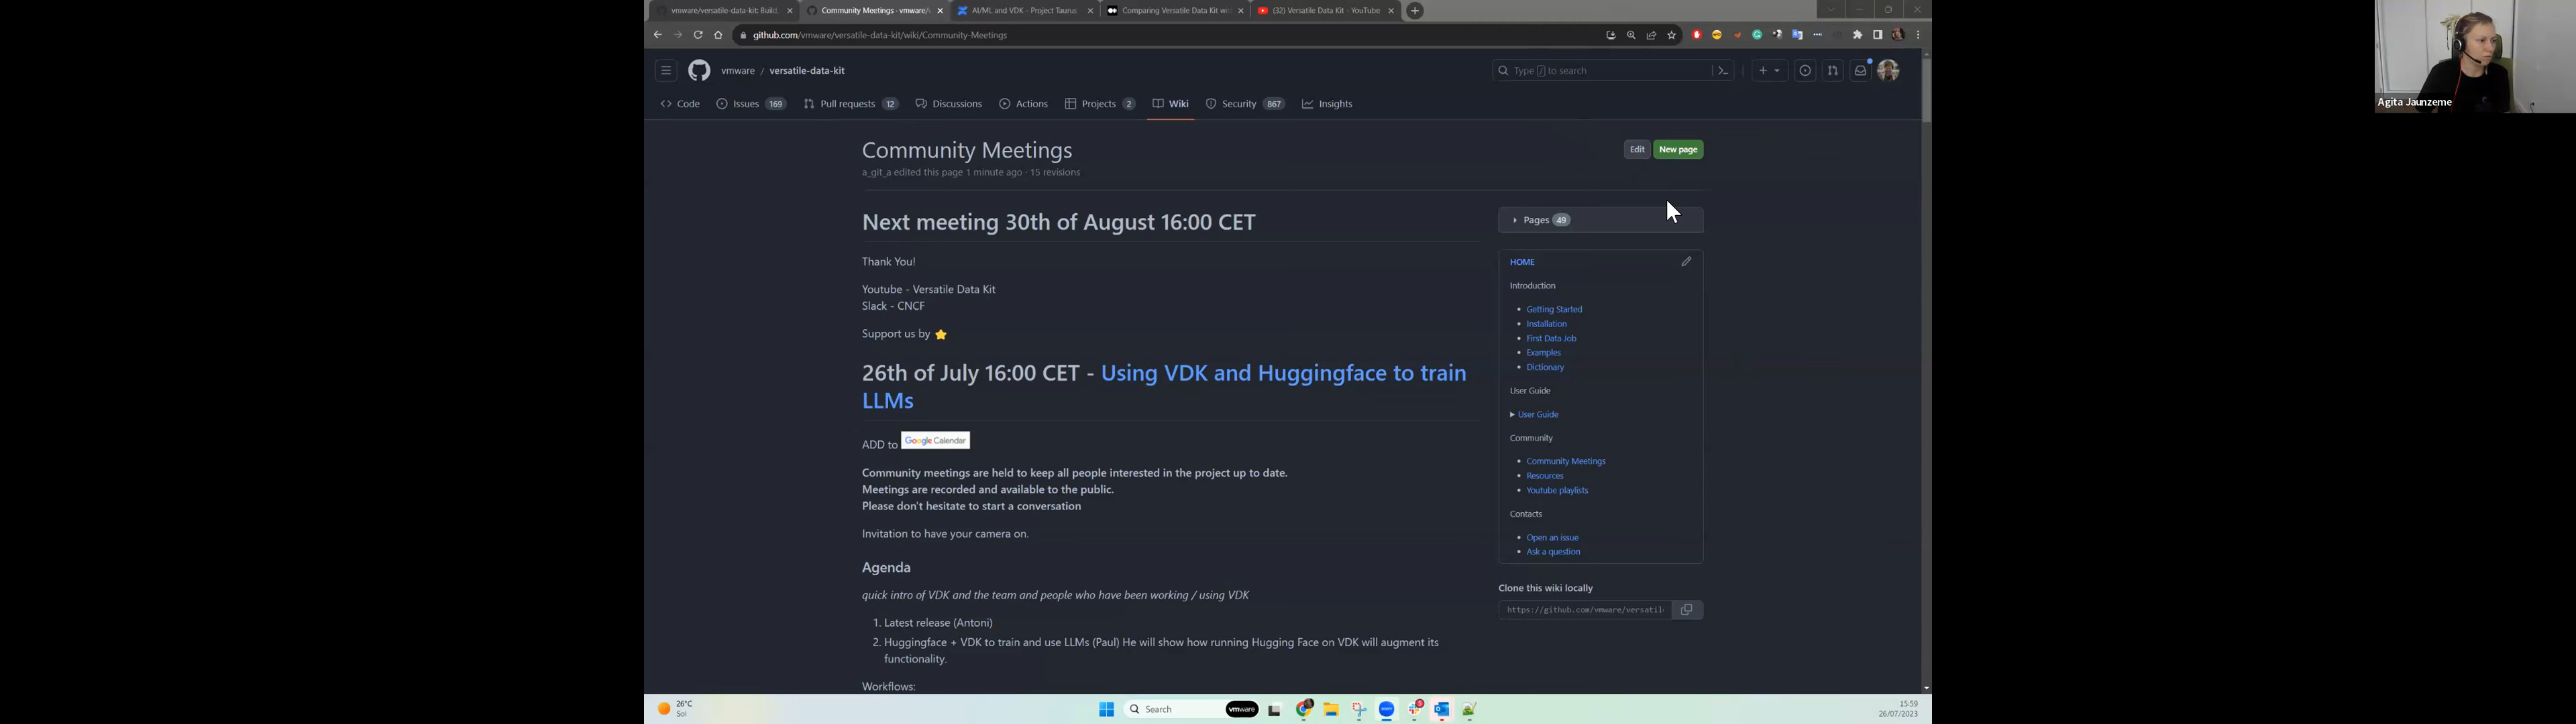 vmware/versatile-data-kit: Build,
Community Meetings · vmware/v
AI/ML and VDK - Project Taurus
Comparing Versatile Data Kit wit
(32) Versatile Data Kit - YouTube
github.com/vmware/versatile-data-kit/wiki/Community-Meetings
vmware / versatile-data-kit
Type / to search
Code
Issues 169
Pull requests 12
Discussions
Actions
Projects 2
Wiki
Security 867
Insights
Community Meetings
Edit
New page
a_git_a edited this page 1 minute ago · 15 revisions
Next meeting 30th of August 16:00 CET
Thank You!
Youtube - Versatile Data Kit
Slack - CNCF
Support us by
26th of July 16:00 CET - Using VDK and Huggingface to train
LLMs
ADD to Google Calendar
Community meetings are held to keep all people interested in the project up to date.
Meetings are recorded and available to the public.
Please don't hesitate to start a conversation
Invitation to have your camera on.
Agenda
quick intro of VDK and the team and people who have been working / using VDK
1. Latest release (Antoni)
2. Huggingface + VDK to train and use LLMs (Paul) He will show how running Hugging Face on VDK will augment its
functionality.
Workflows:
Pages 49
HOME
Introduction
Getting Started
Installation
First Data Job
Examples
Dictionary
User Guide
User Guide
Community
Community Meetings
Resources
Youtube playlists
Contacts
Open an issue
Ask a question
Clone this wiki locally
https://github.com/vmware/versatil
Agita Jaunzeme
26°C
Sol
Search
vmware
15:59
26/07/2023